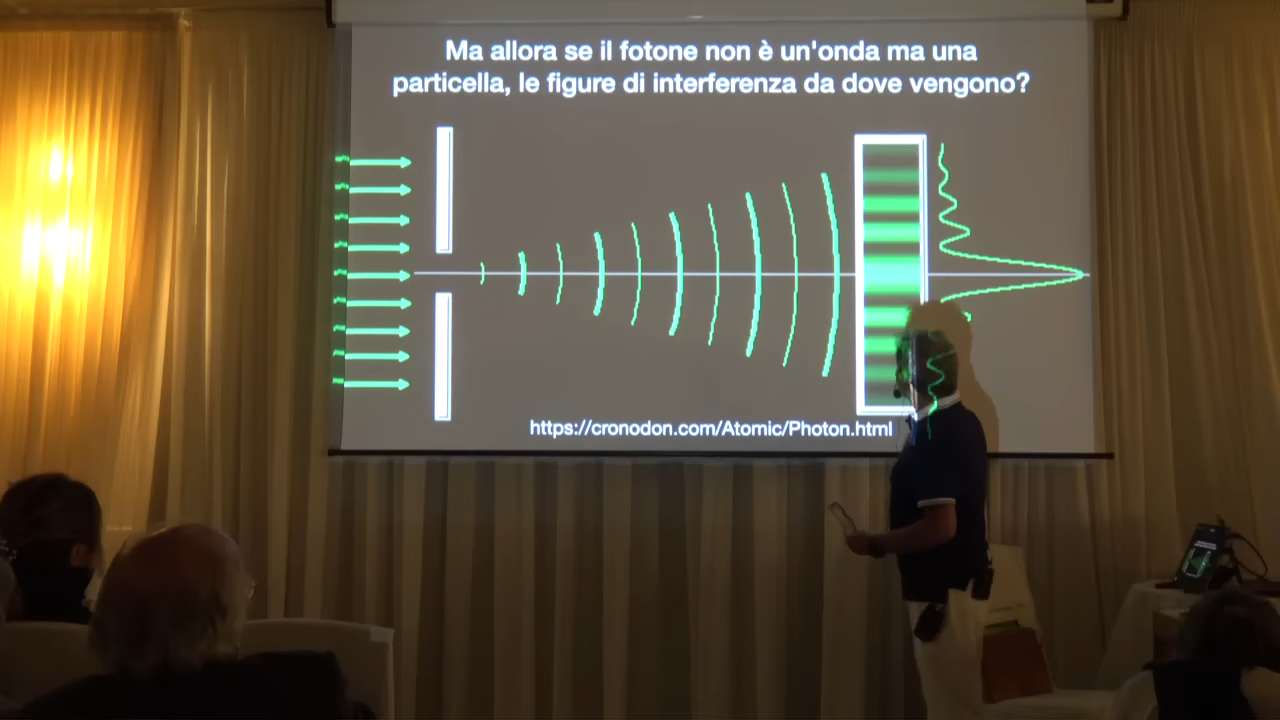 Ma allora se il fotone non è un'onda ma una
particella, le figure di interferenza da dove vengono?
https://cronodon.com/Atomic/Photon.html